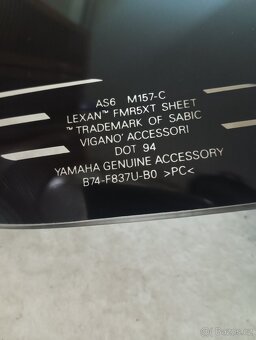 AS6 M157-C
LEXAN™ FMR5XT SHEET
™ TRADEMARK OF SABIC
VIGANO' ACCESSORI
DOT 94
YAMAHA GENUINE ACCESSORY
B74-F837U-B0 >PC<